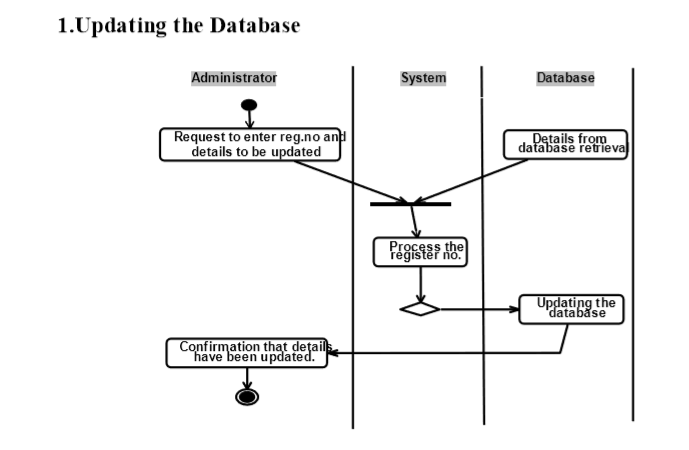 1.Updating the Database
Administrator
System
Database
Request to enter reg.no and
details to be updated
Details from
database retrieval
Process the
register no.
Updating the
database
Confirmation that details
have been updated.